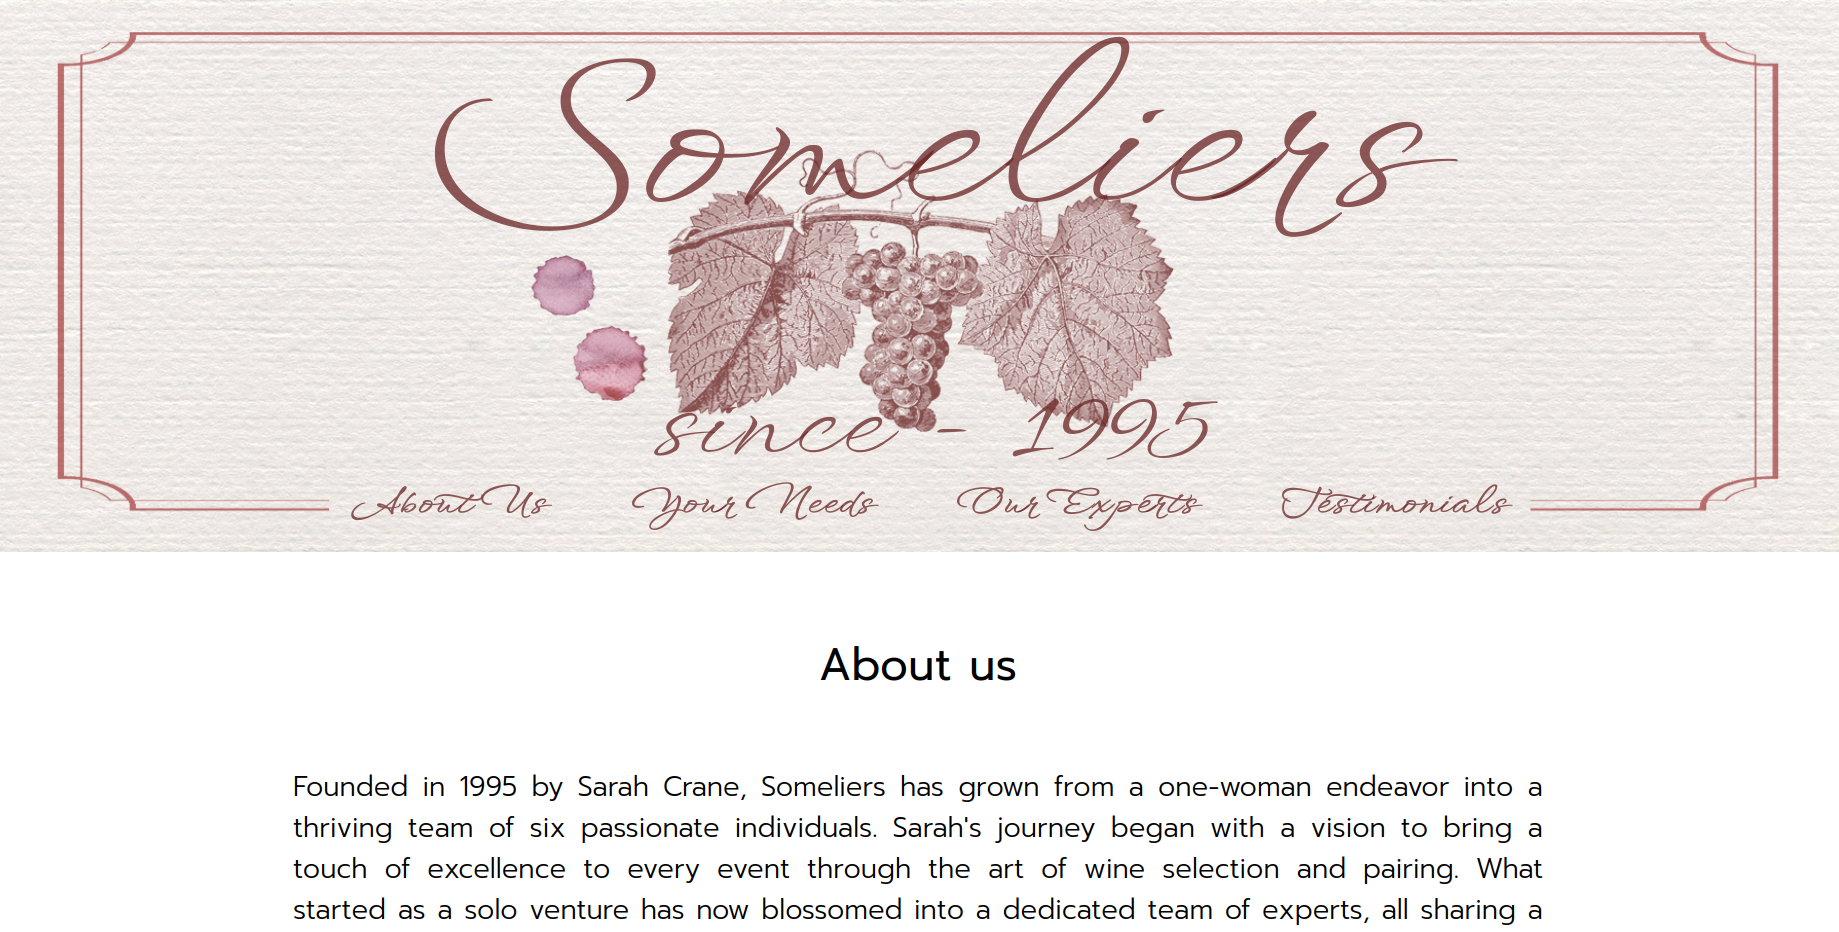 Someliers
since - 1995
About Us Your Needs Our Experts Testimonials
About us
Founded in 1995 by Sarah Crane, Someliers has grown from a one-woman endeavor into a
thriving team of six passionate individuals. Sarah's journey began with a vision to bring a
touch of excellence to every event through the art of wine selection and pairing. What
started as a solo venture has now blossomed into a dedicated team of experts, all sharing a